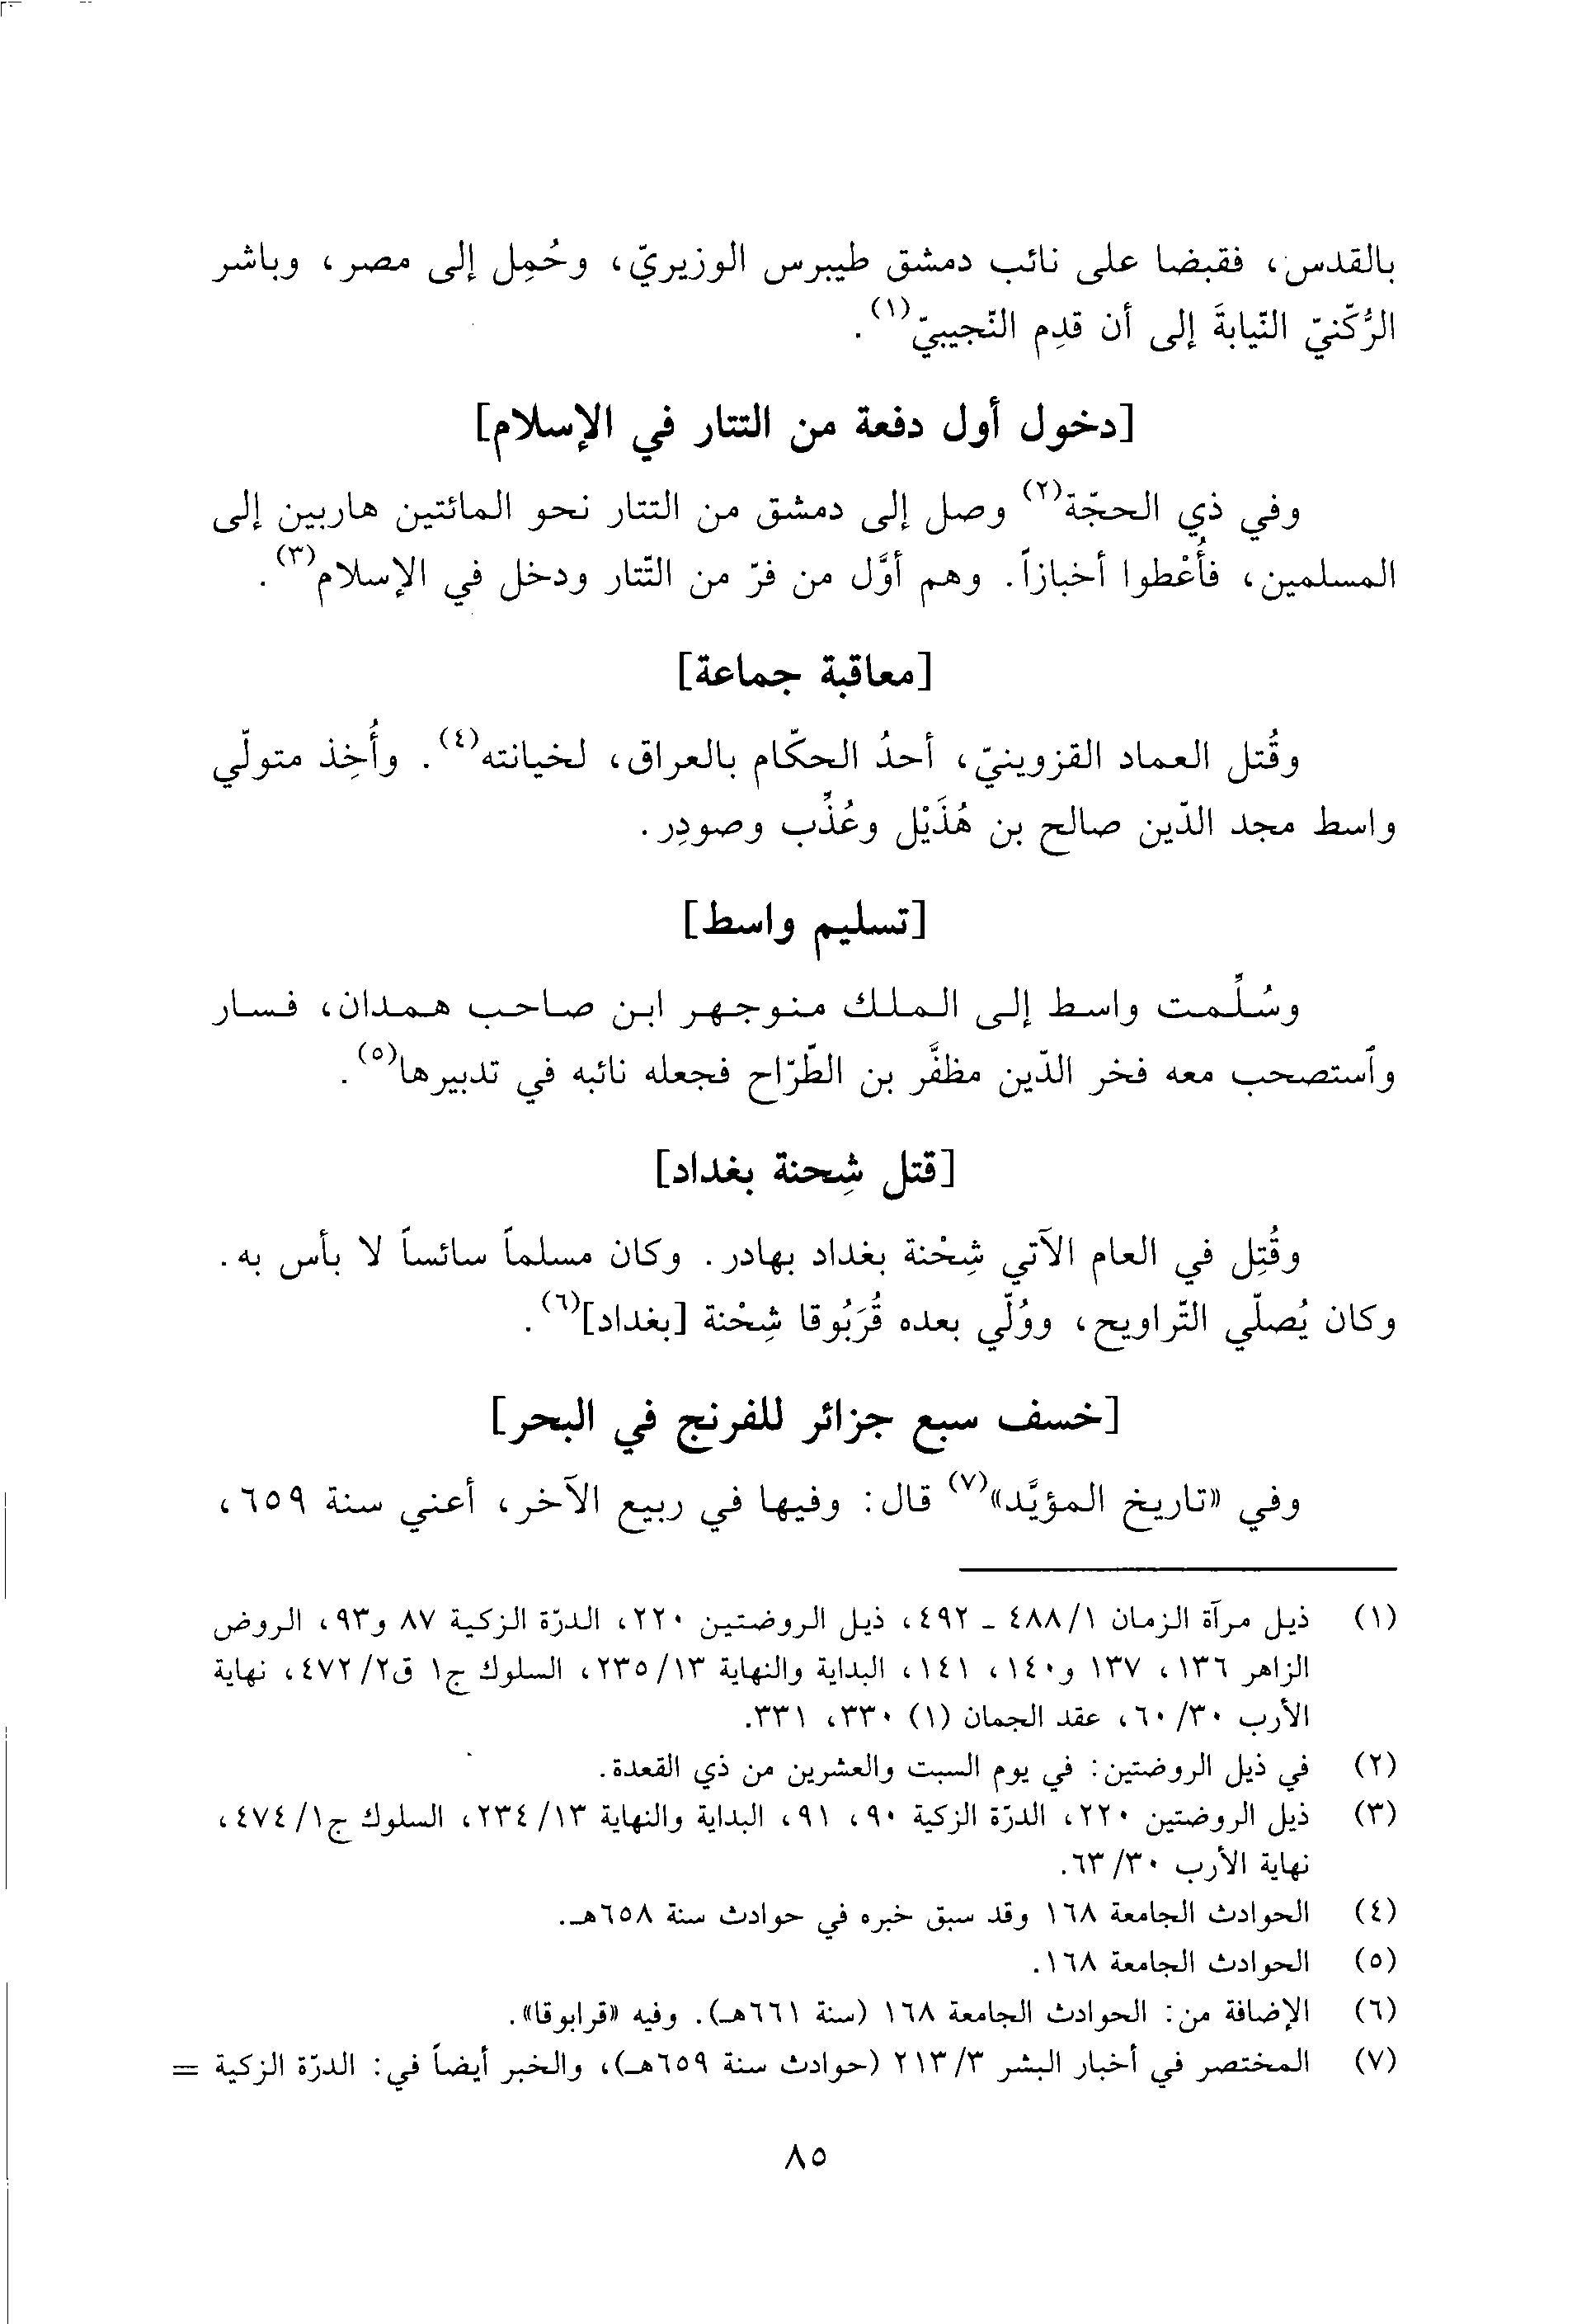 بالقدس، فقبضا على نائب دمشق طيبرس الوزيريّ، وحُمِل إلى مصر، وباشر
الرُّكّنيّ النّيابةَ إلى أن قدِم النّجيبيّ(١).
[دخول أول دفعة من التتار في الإسلام]
وفي ذي الحجّة(٢) وصل إلى دمشق من التتار نحو المائتين هاربين إلى
المسلمين، فأُعْطوا أخبازاً. وهم أوَّل من فرّ من التّتار ودخل في الإسلام(٣).
[معاقبة جماعة]
وقُتل العماد القزوينيّ، أحدُ الحكّام بالعراق، لخيانته(٤). وأُخِذ متولّي
واسط مجد الدّين صالح بن هُذَيْل وعُذِّب وصودِر.
[تسليم واسط]
وسُلِّمت واسط إلى الملك منوجهر ابن صاحب همدان، فسار
وٱستصحب معه فخر الدّين مظفَّر بن الطّرّاح فجعله نائبه في تدبيرها(٥).
[قتل شِحنة بغداد]
وقُتِل في العام الآتي شِحْنة بغداد بهادر. وكان مسلماً سائساً لا بأس به.
وكان يُصلّي التّراويح، ووُلّي بعده قُرَبُوقا شِحْنة [بغداد](٦).
[خسف سبع جزائر للفرنج في البحر]
وفي «تاريخ المؤيَّد»(٧) قال: وفيها في ربيع الآخر، أعني سنة ٦٥٩،
(١) ذيل مرآة الزمان ١/ ٤٨٨ ـ ٤٩٢، ذيل الروضتين ٢٢٠، الدرّة الزكية ٨٧ و٩٣، الروض
الزاهر ١٣٦، ١٣٧ و١٤٠، ١٤١، البداية والنهاية ١٣/ ٢٣٥، السلوك ج١ ق٢/ ٤٧٢، نهاية
الأرب ٣٠/ ٦٠، عقد الجمان (١) ٣٣٠، ٣٣١.
(٢) في ذيل الروضتين: في يوم السبت والعشرين من ذي القعدة.
(٣) ذيل الروضتين ٢٢٠، الدرّة الزكية ٩٠، ٩١، البداية والنهاية ١٣/ ٢٣٤، السلوك ج١/ ٤٧٤،
نهاية الأرب ٣٠/ ٦٣.
(٤) الحوادث الجامعة ١٦٨ وقد سبق خبره في حوادث سنة ٦٥٨هـ.
(٥) الحوادث الجامعة ١٦٨.
(٦) الإضافة من: الحوادث الجامعة ١٦٨ (سنة ٦٦١هـ). وفيه «قرابوقا».
(٧) المختصر في أخبار البشر ٣/ ٢١٣ (حوادث سنة ٦٥٩هـ)، والخبر أيضاً في: الدرّة الزكية =
٨٥